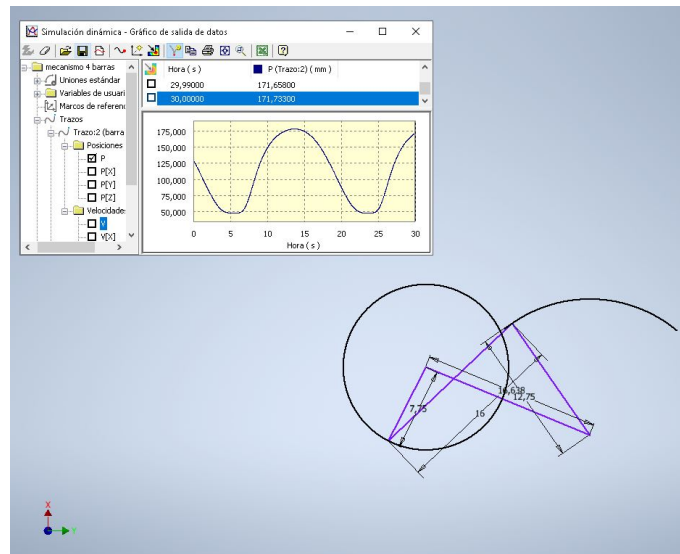 Simulación dinámica - Gráfico de salida de datos
mecanismo 4 barras
Uniones estándar
Variables de usuari
Marcos de referenc
Trazos
Trazo:2 (barra
Posiciones
P
P[X]
P[Y]
P[Z]
Velocidade
V
V[X]
Hora ( s )
P (Trazo:2) ( mm )
29,99000 171,65800
30,00000 171,73300
175,000
150,000
125,000
100,000
75,000
50,000
0 5 10 15 20 25 30
Hora ( s )
7,75
16
16,638
12,75
X
Y